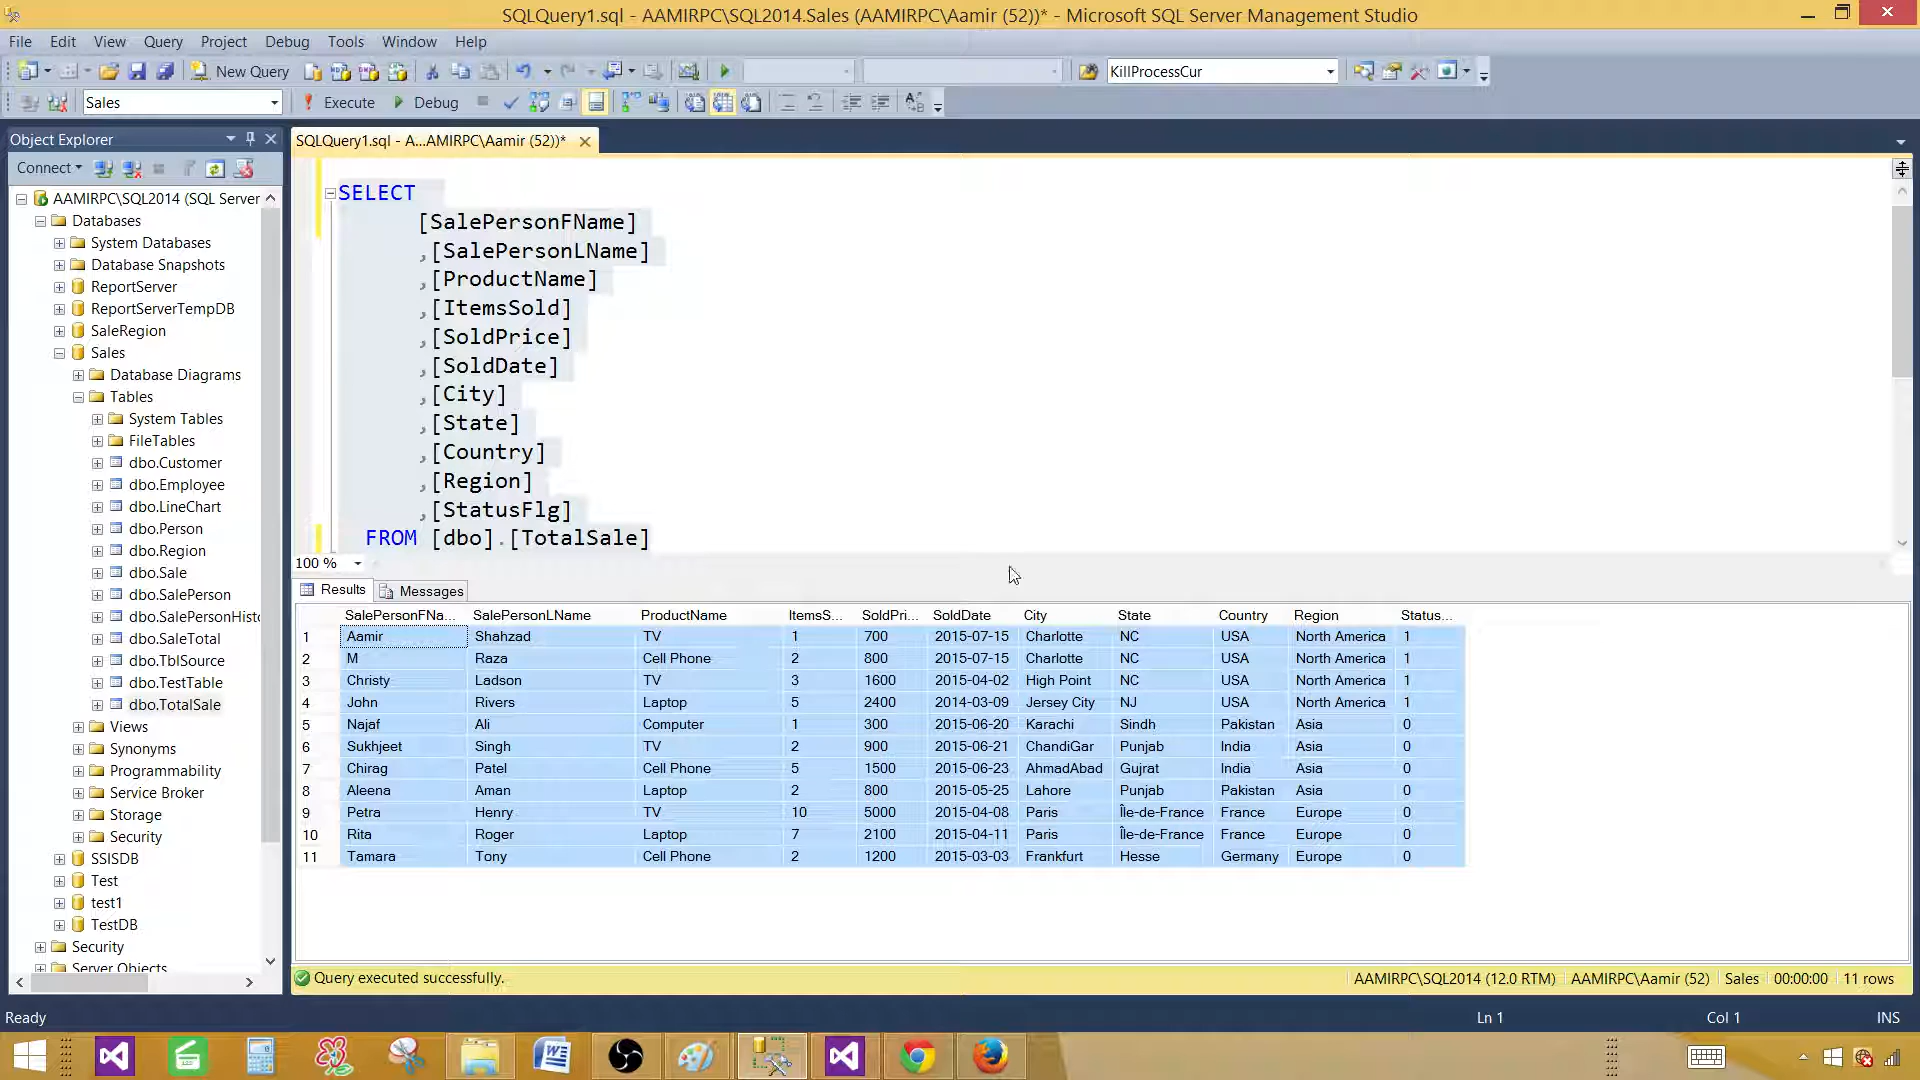 SQLQuery1.sql - AAMIRPC\SQL2014.Sales (AAMIRPC\Aamir (52))* - Microsoft SQL Server Management Studio
File Edit View Query Project Debug Tools Window Help
New Query KillProcessCur
Sales Execute Debug
Object Explorer
SQLQuery1.sql - A...AMIRPC\Aamir (52))*
Connect
AAMIRPC\SQL2014 (SQL Server
Databases
System Databases
Database Snapshots
ReportServer
ReportServerTempDB
SaleRegion
Sales
Database Diagrams
Tables
System Tables
FileTables
dbo.Customer
dbo.Employee
dbo.LineChart
dbo.Person
dbo.Region
dbo.Sale
dbo.SalePerson
dbo.SalePersonHisto
dbo.SaleTotal
dbo.TblSource
dbo.TestTable
dbo.TotalSale
Views
Synonyms
Programmability
Service Broker
Storage
Security
SSISDB
Test
test1
TestDB
Security
Server Objects
SELECT
[SalePersonFName]
,[SalePersonLName]
,[ProductName]
,[ItemsSold]
,[SoldPrice]
,[SoldDate]
,[City]
,[State]
,[Country]
,[Region]
,[StatusFlg]
FROM [dbo].[TotalSale]
100 %
Results Messages
SalePersonFNa... SalePersonLName ProductName ItemsS... SoldPri... SoldDate City State Country Region Status...
1 Aamir Shahzad TV 1 700 2015-07-15 Charlotte NC USA North America 1
2 M Raza Cell Phone 2 800 2015-07-15 Charlotte NC USA North America 1
3 Christy Ladson TV 3 1600 2015-04-02 High Point NC USA North America 1
4 John Rivers Laptop 5 2400 2014-03-09 Jersey City NJ USA North America 1
5 Najaf Ali Computer 1 300 2015-06-20 Karachi Sindh Pakistan Asia 0
6 Sukhjeet Singh TV 2 900 2015-06-21 ChandiGar Punjab India Asia 0
7 Chirag Patel Cell Phone 5 1500 2015-06-23 AhmadAbad Gujrat India Asia 0
8 Aleena Aman Laptop 2 800 2015-05-25 Lahore Punjab Pakistan Asia 0
9 Petra Henry TV 10 5000 2015-04-08 Paris Île-de-France France Europe 0
10 Rita Roger Laptop 7 2100 2015-04-11 Paris Île-de-France France Europe 0
11 Tamara Tony Cell Phone 2 1200 2015-03-03 Frankfurt Hesse Germany Europe 0
Query executed successfully. AAMIRPC\SQL2014 (12.0 RTM) AAMIRPC\Aamir (52) Sales 00:00:00 11 rows
Ready Ln 1 Col 1 INS